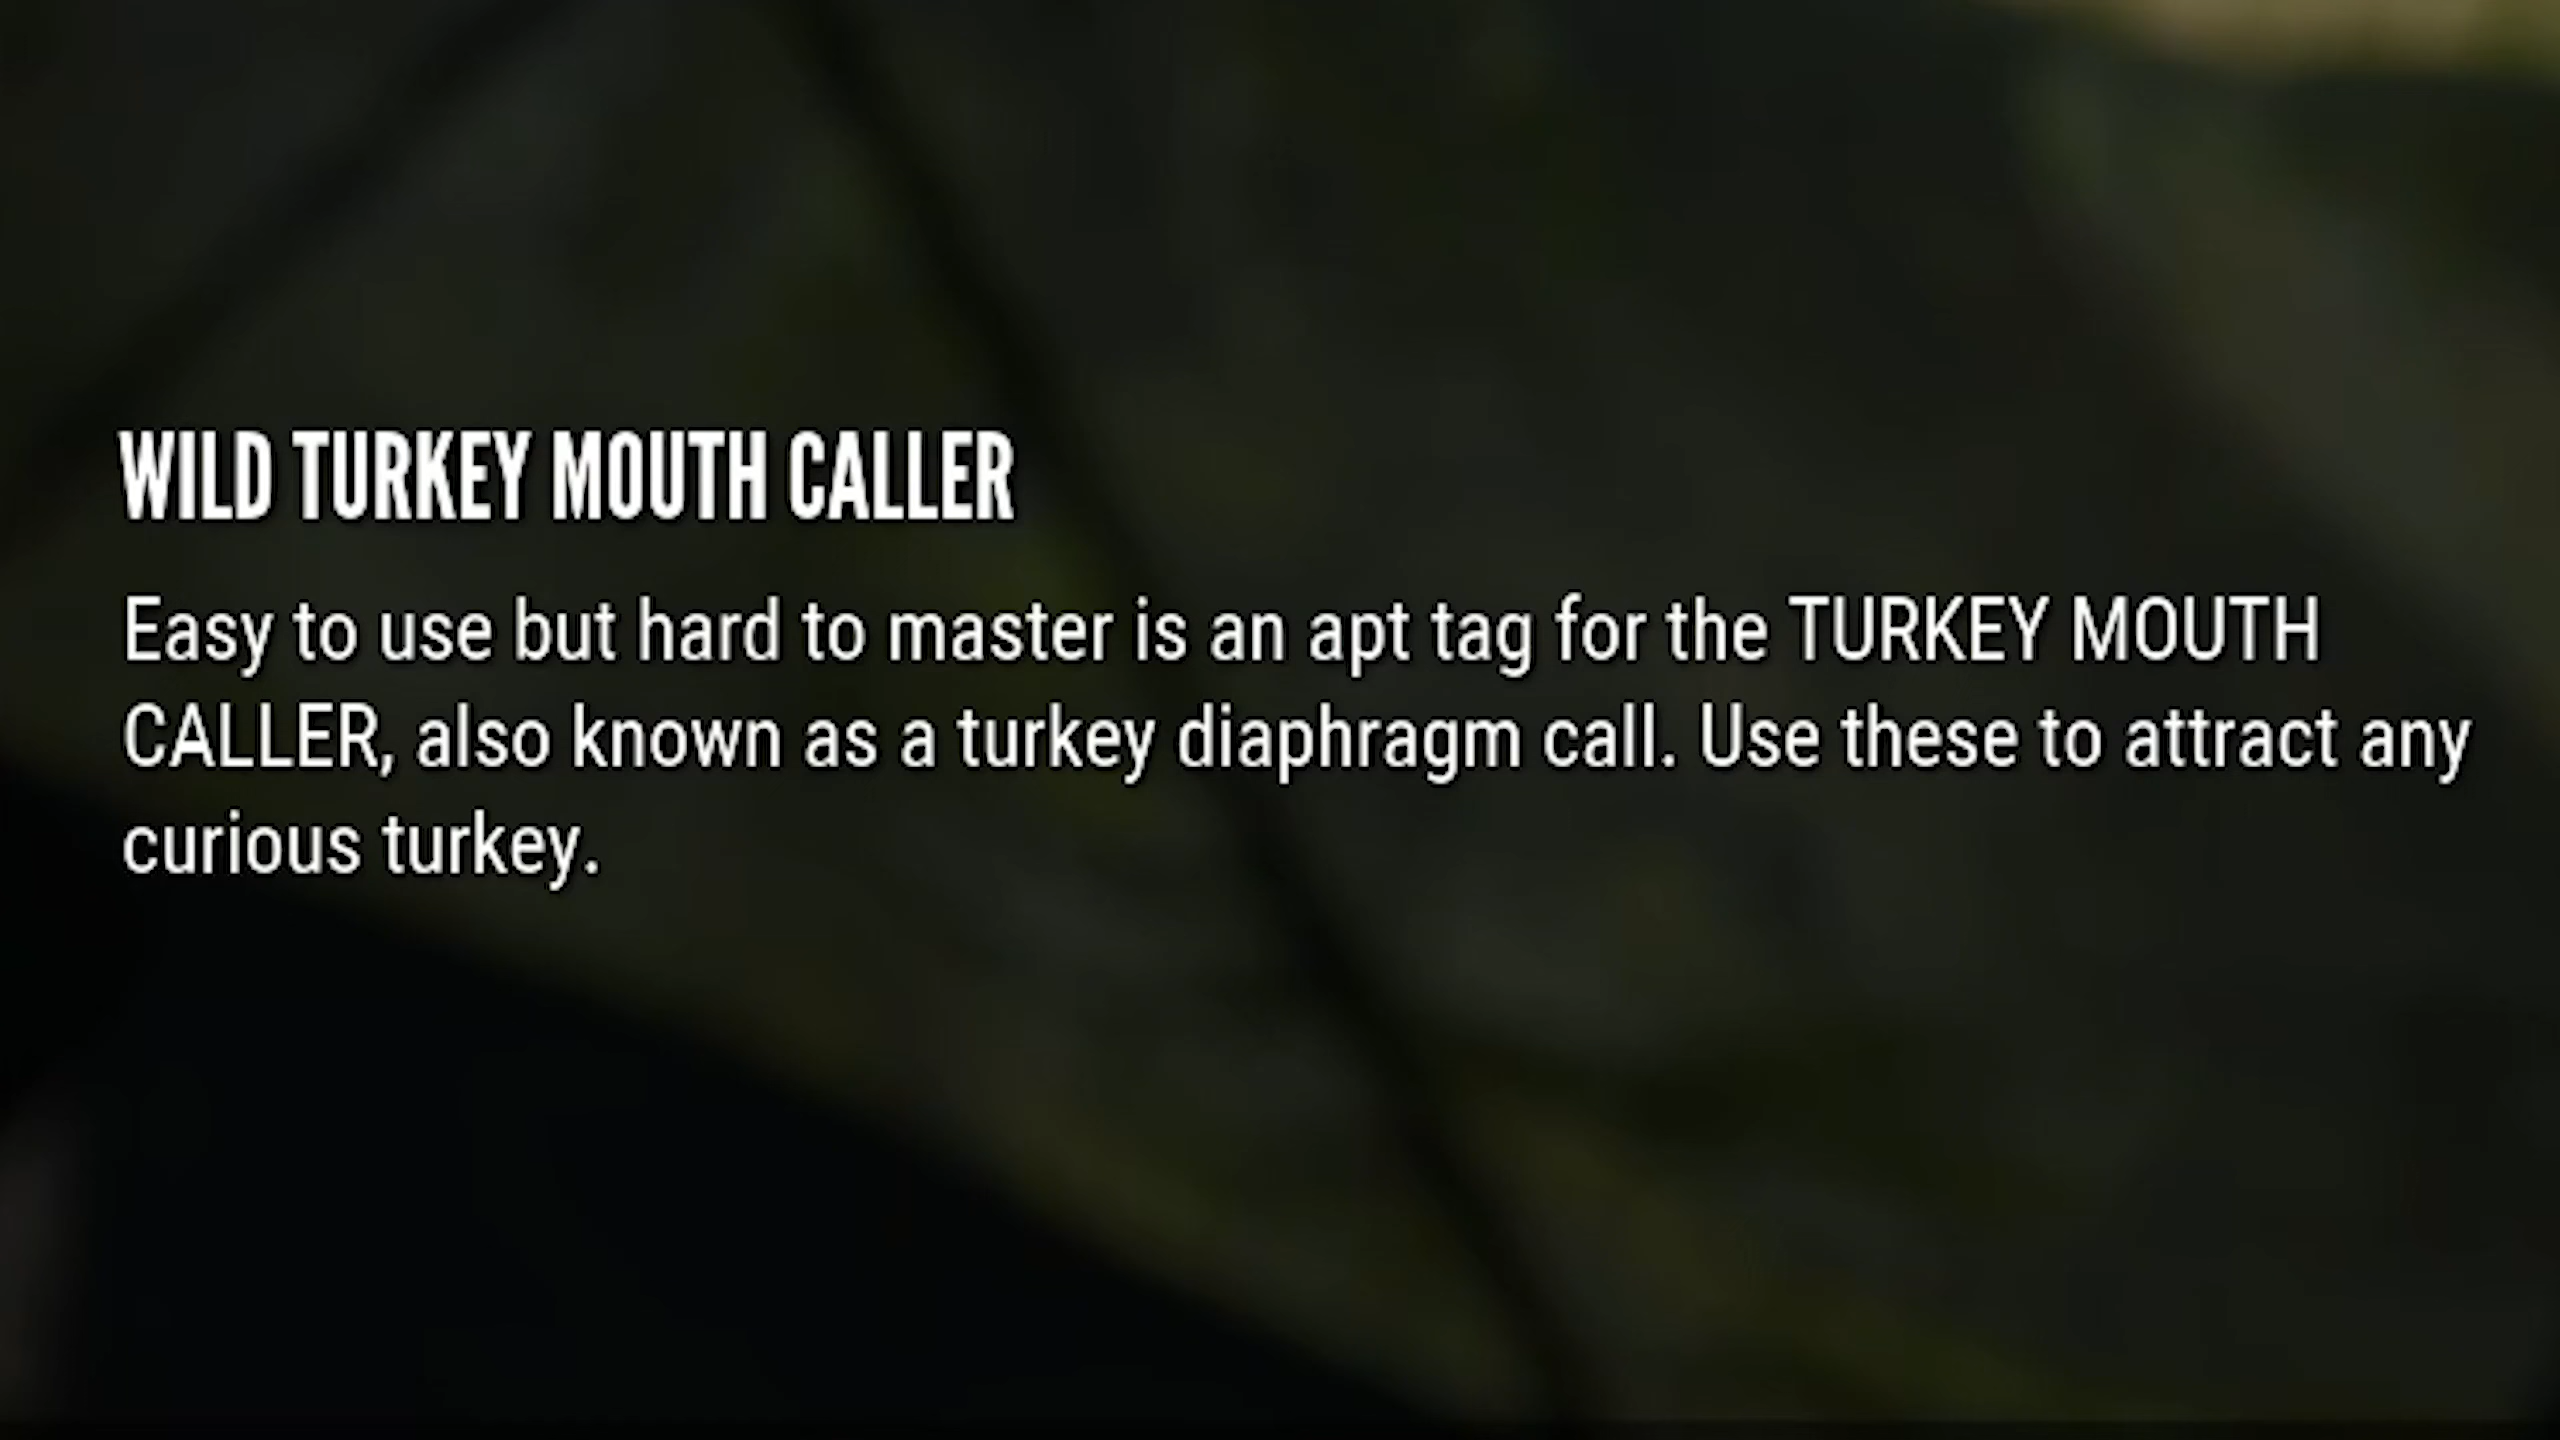 WILD TURKEY MOUTH CALLER
Easy to use but hard to master is an apt tag for the TURKEY MOUTH
CALLER, also known as a turkey diaphragm call. Use these to attract any
curious turkey.